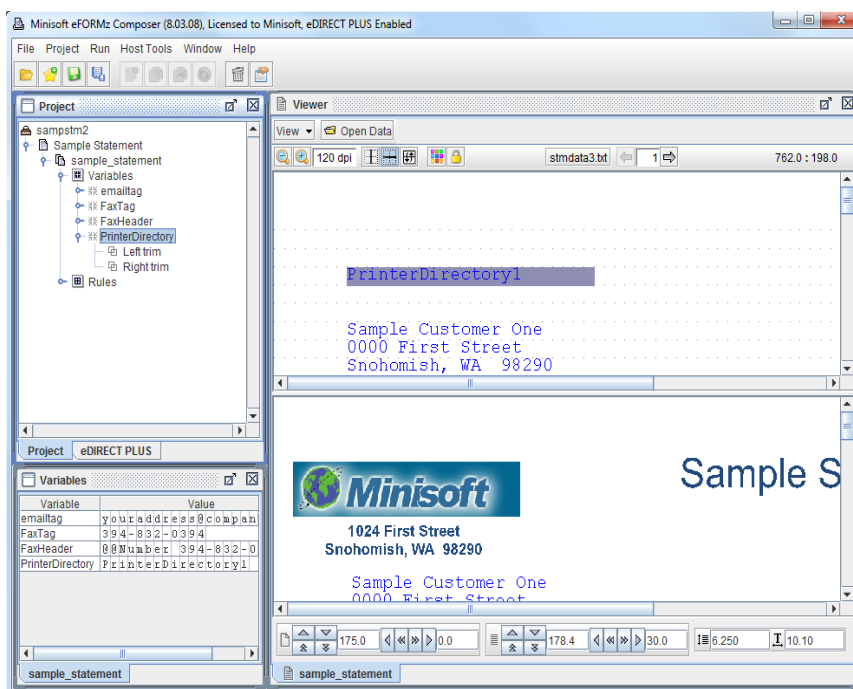 Minisoft eFORMz Composer (8.03.08), Licensed to Minisoft, eDIRECT PLUS Enabled
File Project Run Host Tools Window Help
Project
sampstm2
Sample Statement
sample_statement
Variables
emailtag
FaxTag
FaxHeader
PrinterDirectory
Left trim
Right trim
Rules
Project eDIRECT PLUS
Variables
Variable Value
emailtag youraddress@compan
FaxTag 394-832-0394
FaxHeader @@Number 394-832-0
PrinterDirectory PrinterDirectory1
sample_statement
Viewer
View Open Data
120 dpi stmdata3.txt 1 762.0 : 198.0
PrinterDirectory1
Sample Customer One
0000 First Street
Snohomish, WA 98290
Minisoft
Sample S
1024 First Street
Snohomish, WA 98290
Sample Customer One
0000 First Street
175.0 0.0 178.4 30.0 6.250 10.10
sample_statement